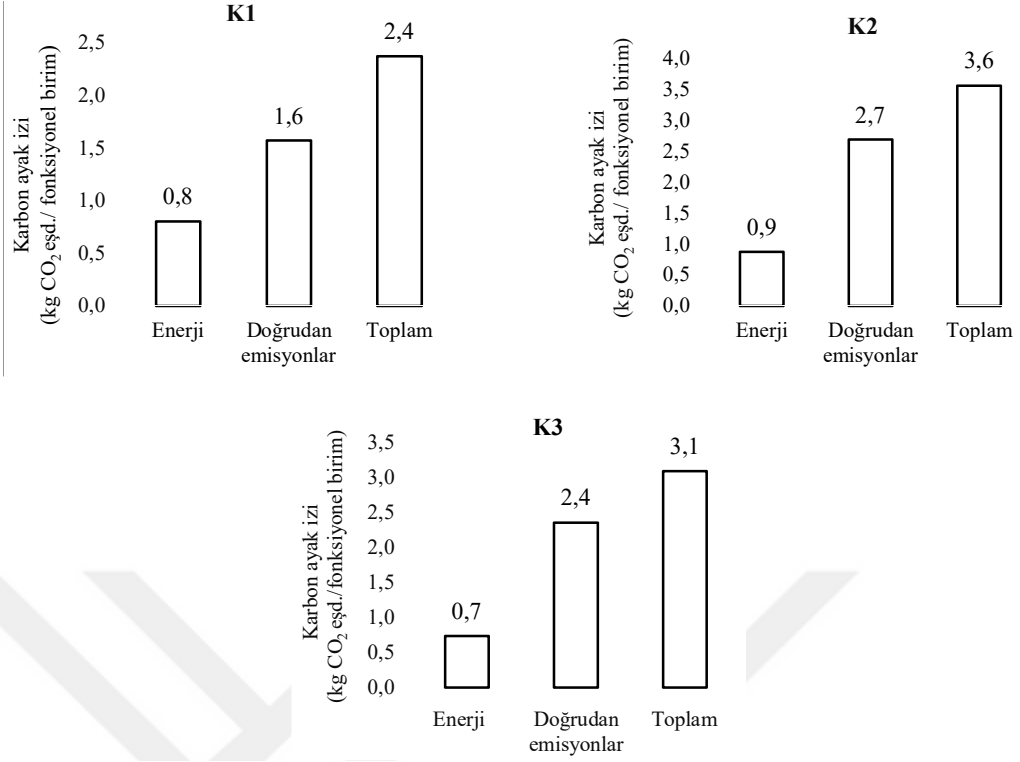 K1
Karbon ayak izi
(kg CO₂ eşd./ fonksiyonel birim)
2,5
2,0
1,5
1,0
0,5
0,0
0,8
1,6
2,4
Enerji
Doğrudan
emisyonlar
Toplam
K2
Karbon ayak izi
(kg CO₂ eşd./ fonksiyonel birim)
4,0
3,5
3,0
2,5
2,0
1,5
1,0
0,5
0,0
0,9
2,7
3,6
Enerji
Doğrudan
emisyonlar
Toplam
K3
Karbon ayak izi
(kg CO₂ eşd./fonksiyonel birim)
3,5
3,0
2,5
2,0
1,5
1,0
0,5
0,0
0,7
2,4
3,1
Enerji
Doğrudan
emisyonlar
Toplam